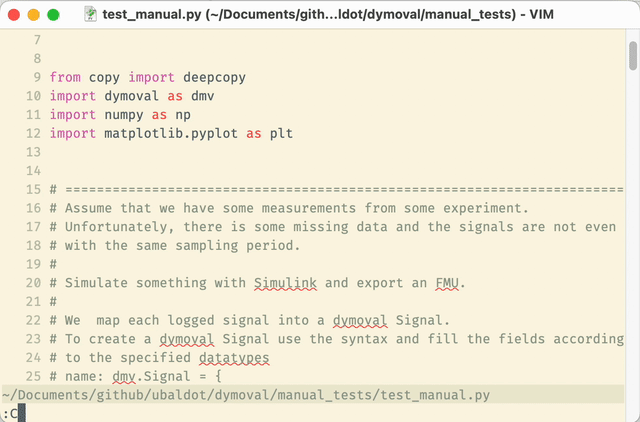 test_manual.py (~/Documents/gith...ldot/dymoval/manual_tests) - VIM
7
8
9 from copy import deepcopy
10 import dymoval as dmv
11 import numpy as np
12 import matplotlib.pyplot as plt
13
14
15 # ========================================================================
16 # Assume that we have some measurements from some experiment.
17 # Unfortunately, there is some missing data and the signals are not even
18 # with the same sampling period.
19 #
20 # Simulate something with Simulink and export an FMU.
21 #
22 # We  map each logged signal into a dymoval Signal.
23 # To create a dymoval Signal use the syntax and fill the fields according
24 # to the specified datatypes
25 # name: dmv.Signal = {
~/Documents/github/ubaldot/dymoval/manual_tests/test_manual.py
:C